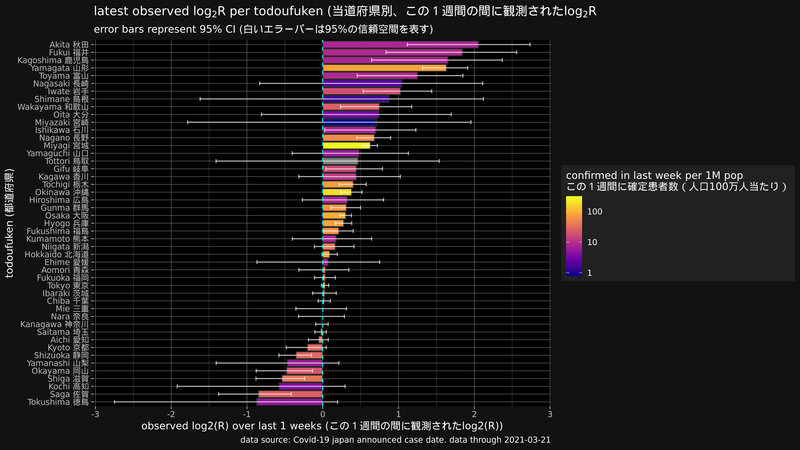 latest observed log₂R per todoufuken (当道府県別、この１週間の間に観測されたlog₂R
error bars represent 95% CI (白いエラーバーは95%の信頼空間を表す)
todoufuken (都道府県)
Akita 秋田
Fukui 福井
Kagoshima 鹿児島
Yamagata 山形
Toyama 富山
Nagasaki 長崎
Iwate 岩手
Shimane 島根
Wakayama 和歌山
Oita 大分
Miyazaki 宮崎
Ishikawa 石川
Nagano 長野
Miyagi 宮城
Yamaguchi 山口
Tottori 鳥取
Gifu 岐阜
Kagawa 香川
Tochigi 栃木
Okinawa 沖縄
Hiroshima 広島
Gunma 群馬
Osaka 大阪
Hyogo 兵庫
Fukushima 福島
Kumamoto 熊本
Niigata 新潟
Hokkaido 北海道
Ehime 愛媛
Aomori 青森
Fukuoka 福岡
Tokyo 東京
Ibaraki 茨城
Chiba 千葉
Mie 三重
Nara 奈良
Kanagawa 神奈川
Saitama 埼玉
Aichi 愛知
Kyoto 京都
Shizuoka 静岡
Yamanashi 山梨
Okayama 岡山
Shiga 滋賀
Kochi 高知
Saga 佐賀
Tokushima 徳島
-3 -2 -1 0 1 2 3
observed log2(R) over last 1 weeks (この１週間の間に観測されたlog2(R))
data source: Covid-19 japan announced case date. data through 2021-03-21
confirmed in last week per 1M pop
この１週間に確定患者数 ( 人口100万人当たり )
100
10
1